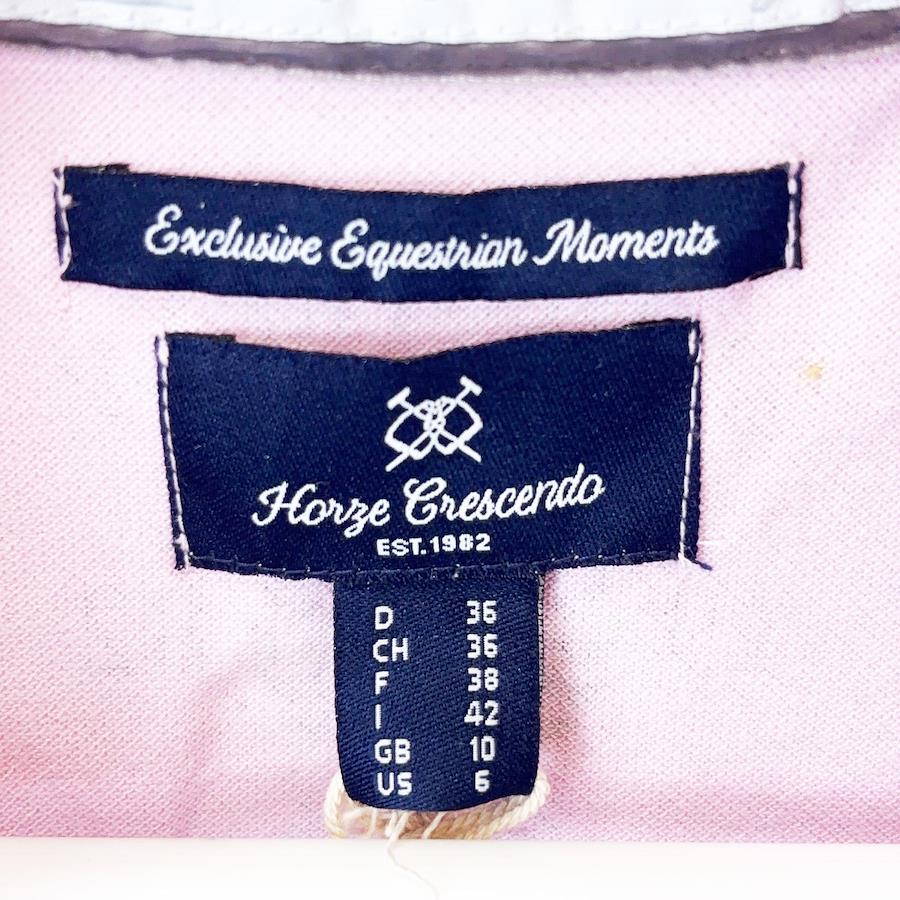 Exclusive Equestrian Moments
Horze Crescendo
EST.1982
D 36
CH 36
F 38
I 42
GB 10
US 6